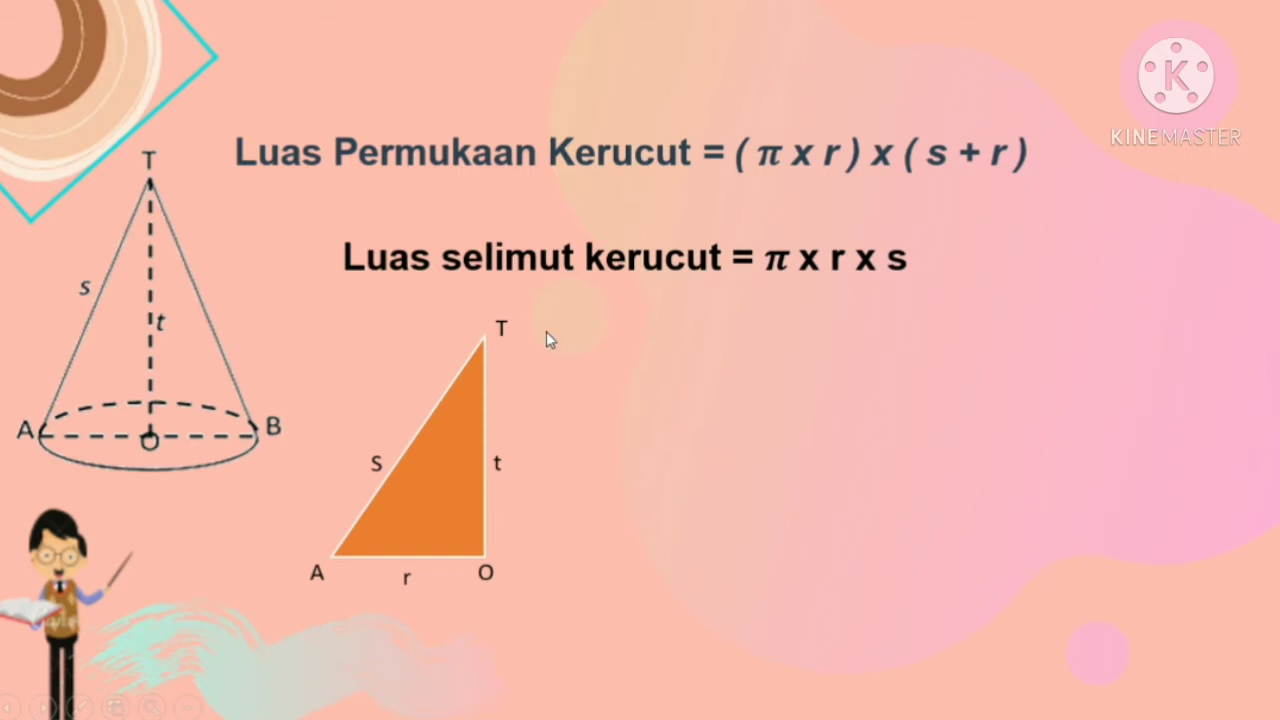 K
KINEMASTER
T
Luas Permukaan Kerucut = ( π x r ) x ( s + r )
Luas selimut kerucut = π x r x s
s
t
A
O
B
T
S
t
A
r
O